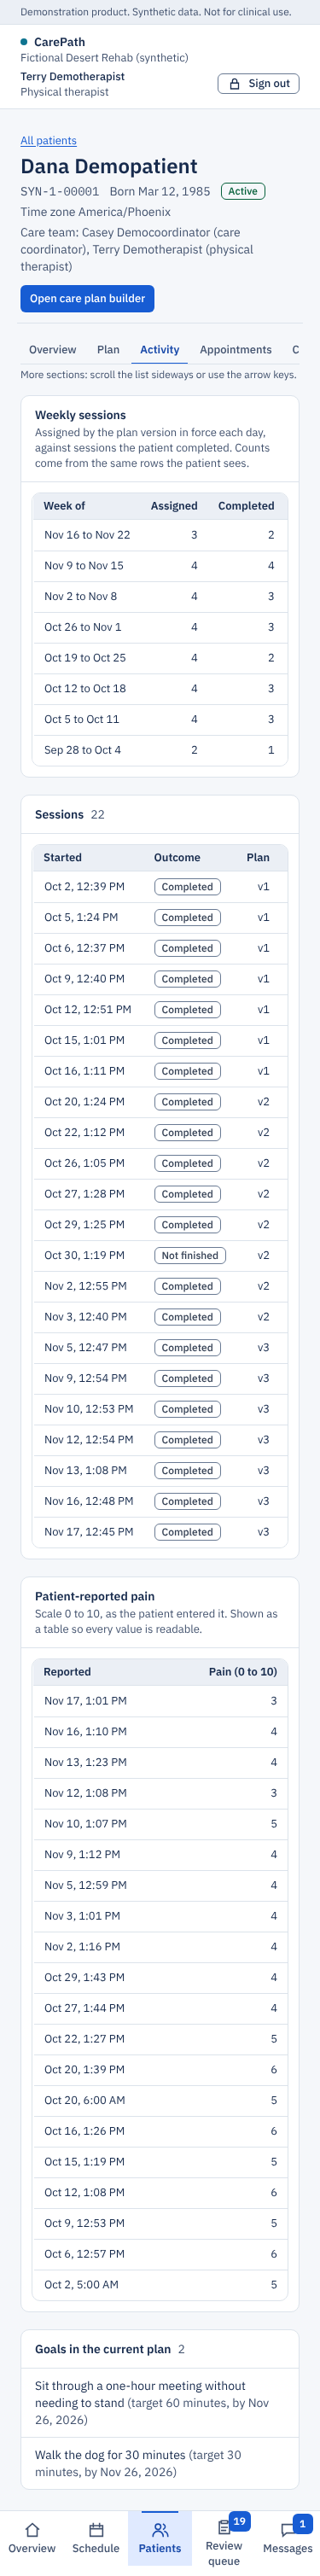 Demonstration product. Synthetic data. Not for clinical use.
CarePath
Fictional Desert Rehab (synthetic)
Terry Demotherapist
Physical therapist
Sign out
All patients
Dana Demopatient
SYN-1-00001 Born Mar 12, 1985 Active
Time zone America/Phoenix
Care team: Casey Democoordinator (care
coordinator), Terry Demotherapist (physical
therapist)
Open care plan builder
Overview Plan Activity Appointments C
More sections: scroll the list sideways or use the arrow keys.
Weekly sessions
Assigned by the plan version in force each day,
against sessions the patient completed. Counts
come from the same rows the patient sees.
Week of Assigned Completed
Nov 16 to Nov 22 3 2
Nov 9 to Nov 15 4 4
Nov 2 to Nov 8 4 3
Oct 26 to Nov 1 4 3
Oct 19 to Oct 25 4 2
Oct 12 to Oct 18 4 3
Oct 5 to Oct 11 4 3
Sep 28 to Oct 4 2 1
Sessions 22
Started Outcome Plan
Oct 2, 12:39 PM Completed v1
Oct 5, 1:24 PM Completed v1
Oct 6, 12:37 PM Completed v1
Oct 9, 12:40 PM Completed v1
Oct 12, 12:51 PM Completed v1
Oct 15, 1:01 PM Completed v1
Oct 16, 1:11 PM Completed v1
Oct 20, 1:24 PM Completed v2
Oct 22, 1:12 PM Completed v2
Oct 26, 1:05 PM Completed v2
Oct 27, 1:28 PM Completed v2
Oct 29, 1:25 PM Completed v2
Oct 30, 1:19 PM Not finished v2
Nov 2, 12:55 PM Completed v2
Nov 3, 12:40 PM Completed v2
Nov 5, 12:47 PM Completed v3
Nov 9, 12:54 PM Completed v3
Nov 10, 12:53 PM Completed v3
Nov 12, 12:54 PM Completed v3
Nov 13, 1:08 PM Completed v3
Nov 16, 12:48 PM Completed v3
Nov 17, 12:45 PM Completed v3
Patient-reported pain
Scale 0 to 10, as the patient entered it. Shown as
a table so every value is readable.
Reported Pain (0 to 10)
Nov 17, 1:01 PM 3
Nov 16, 1:10 PM 4
Nov 13, 1:23 PM 4
Nov 12, 1:08 PM 3
Nov 10, 1:07 PM 5
Nov 9, 1:12 PM 4
Nov 5, 12:59 PM 4
Nov 3, 1:01 PM 4
Nov 2, 1:16 PM 4
Oct 29, 1:43 PM 4
Oct 27, 1:44 PM 4
Oct 22, 1:27 PM 5
Oct 20, 1:39 PM 6
Oct 20, 6:00 AM 5
Oct 16, 1:26 PM 6
Oct 15, 1:19 PM 5
Oct 12, 1:08 PM 6
Oct 9, 12:53 PM 5
Oct 6, 12:57 PM 6
Oct 2, 5:00 AM 5
Goals in the current plan 2
Sit through a one-hour meeting without
needing to stand (target 60 minutes, by Nov
26, 2026)
Walk the dog for 30 minutes (target 30
minutes, by Nov 26, 2026)
Overview
Schedule
Patients
19
Review
queue
1
Messages